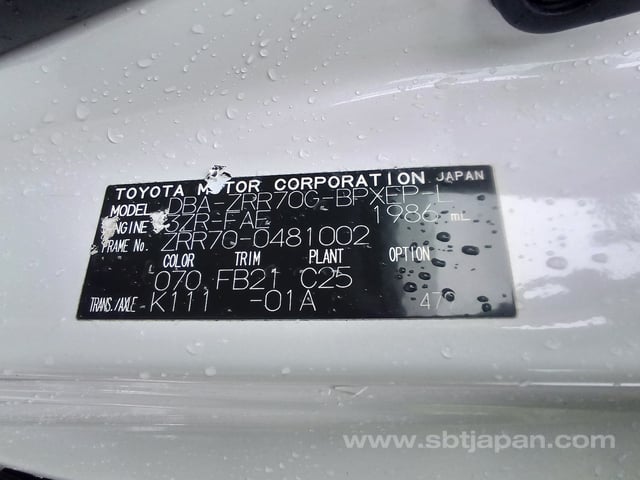 TOYOTA MOTOR CORPORATION JAPAN
MODEL DBA-ZRR70G-BPXEP-L
ENGINE 3ZR-FAE 1986 mL
FRAME No. ZRR70-0481002
COLOR TRIM PLANT OPTION
070 FB21 C25
TRANS./AXLE K111 -01A 47
www.sbtjapan.com